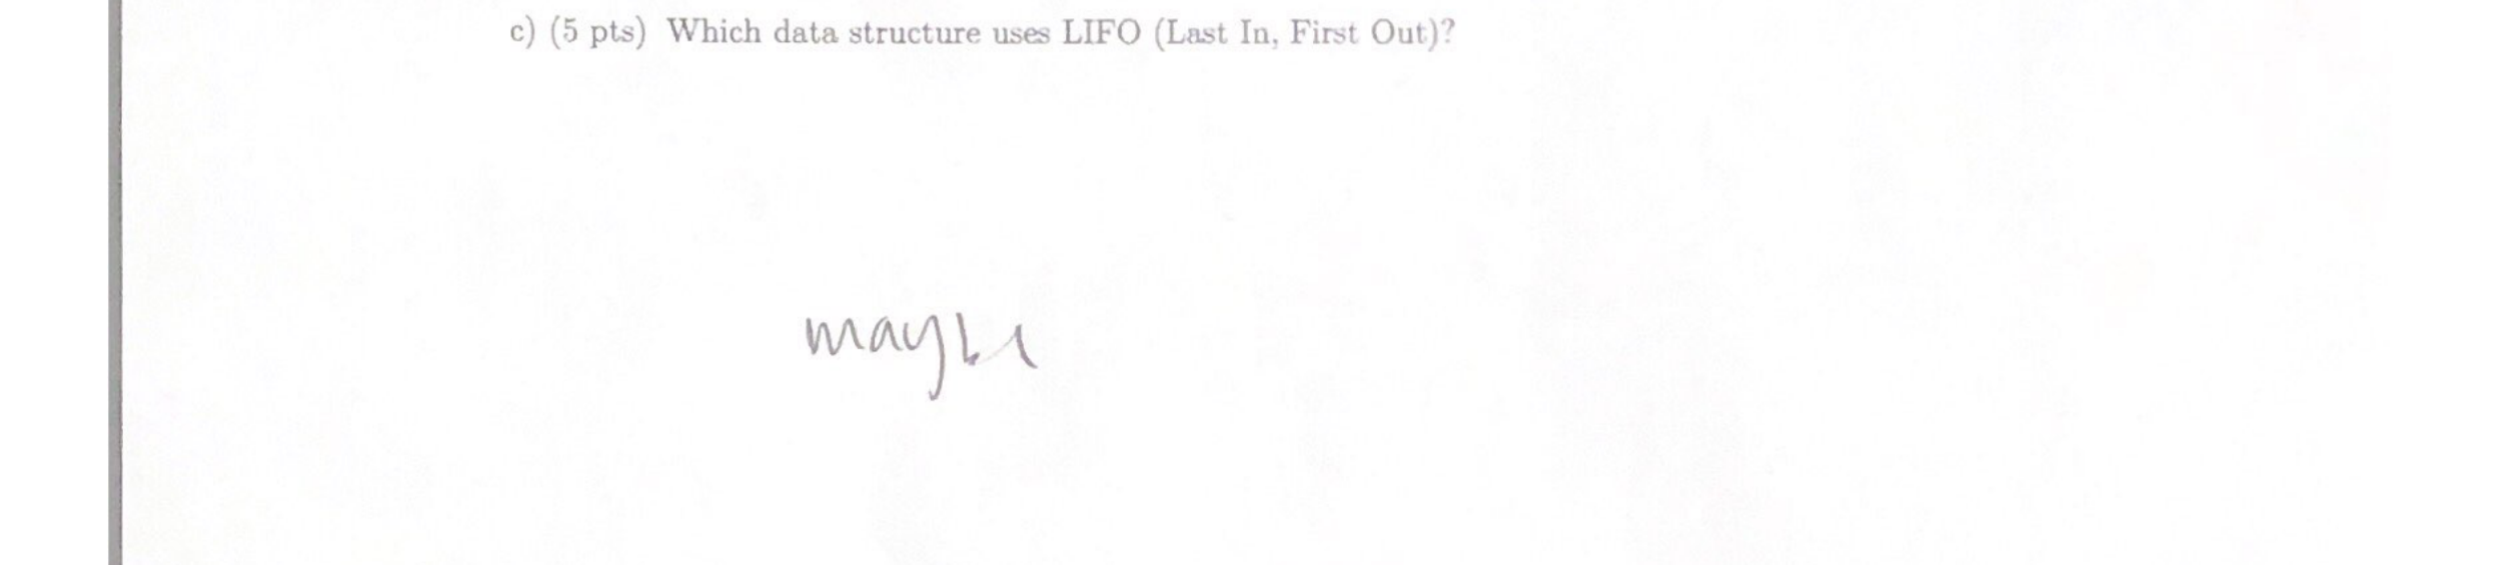 c) (5 pts) Which data structure uses LIFO (Last In, First Out)?
maybe